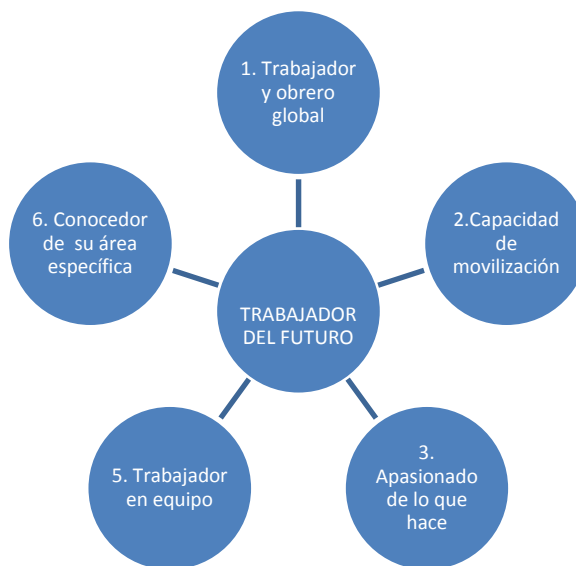 1. Trabajador
y obrero
global
2.Capacidad
de
movilización
3.
Apasionado
de lo que
hace
5. Trabajador
en equipo
6. Conocedor
de su área
específica
TRABAJADOR
DEL FUTURO